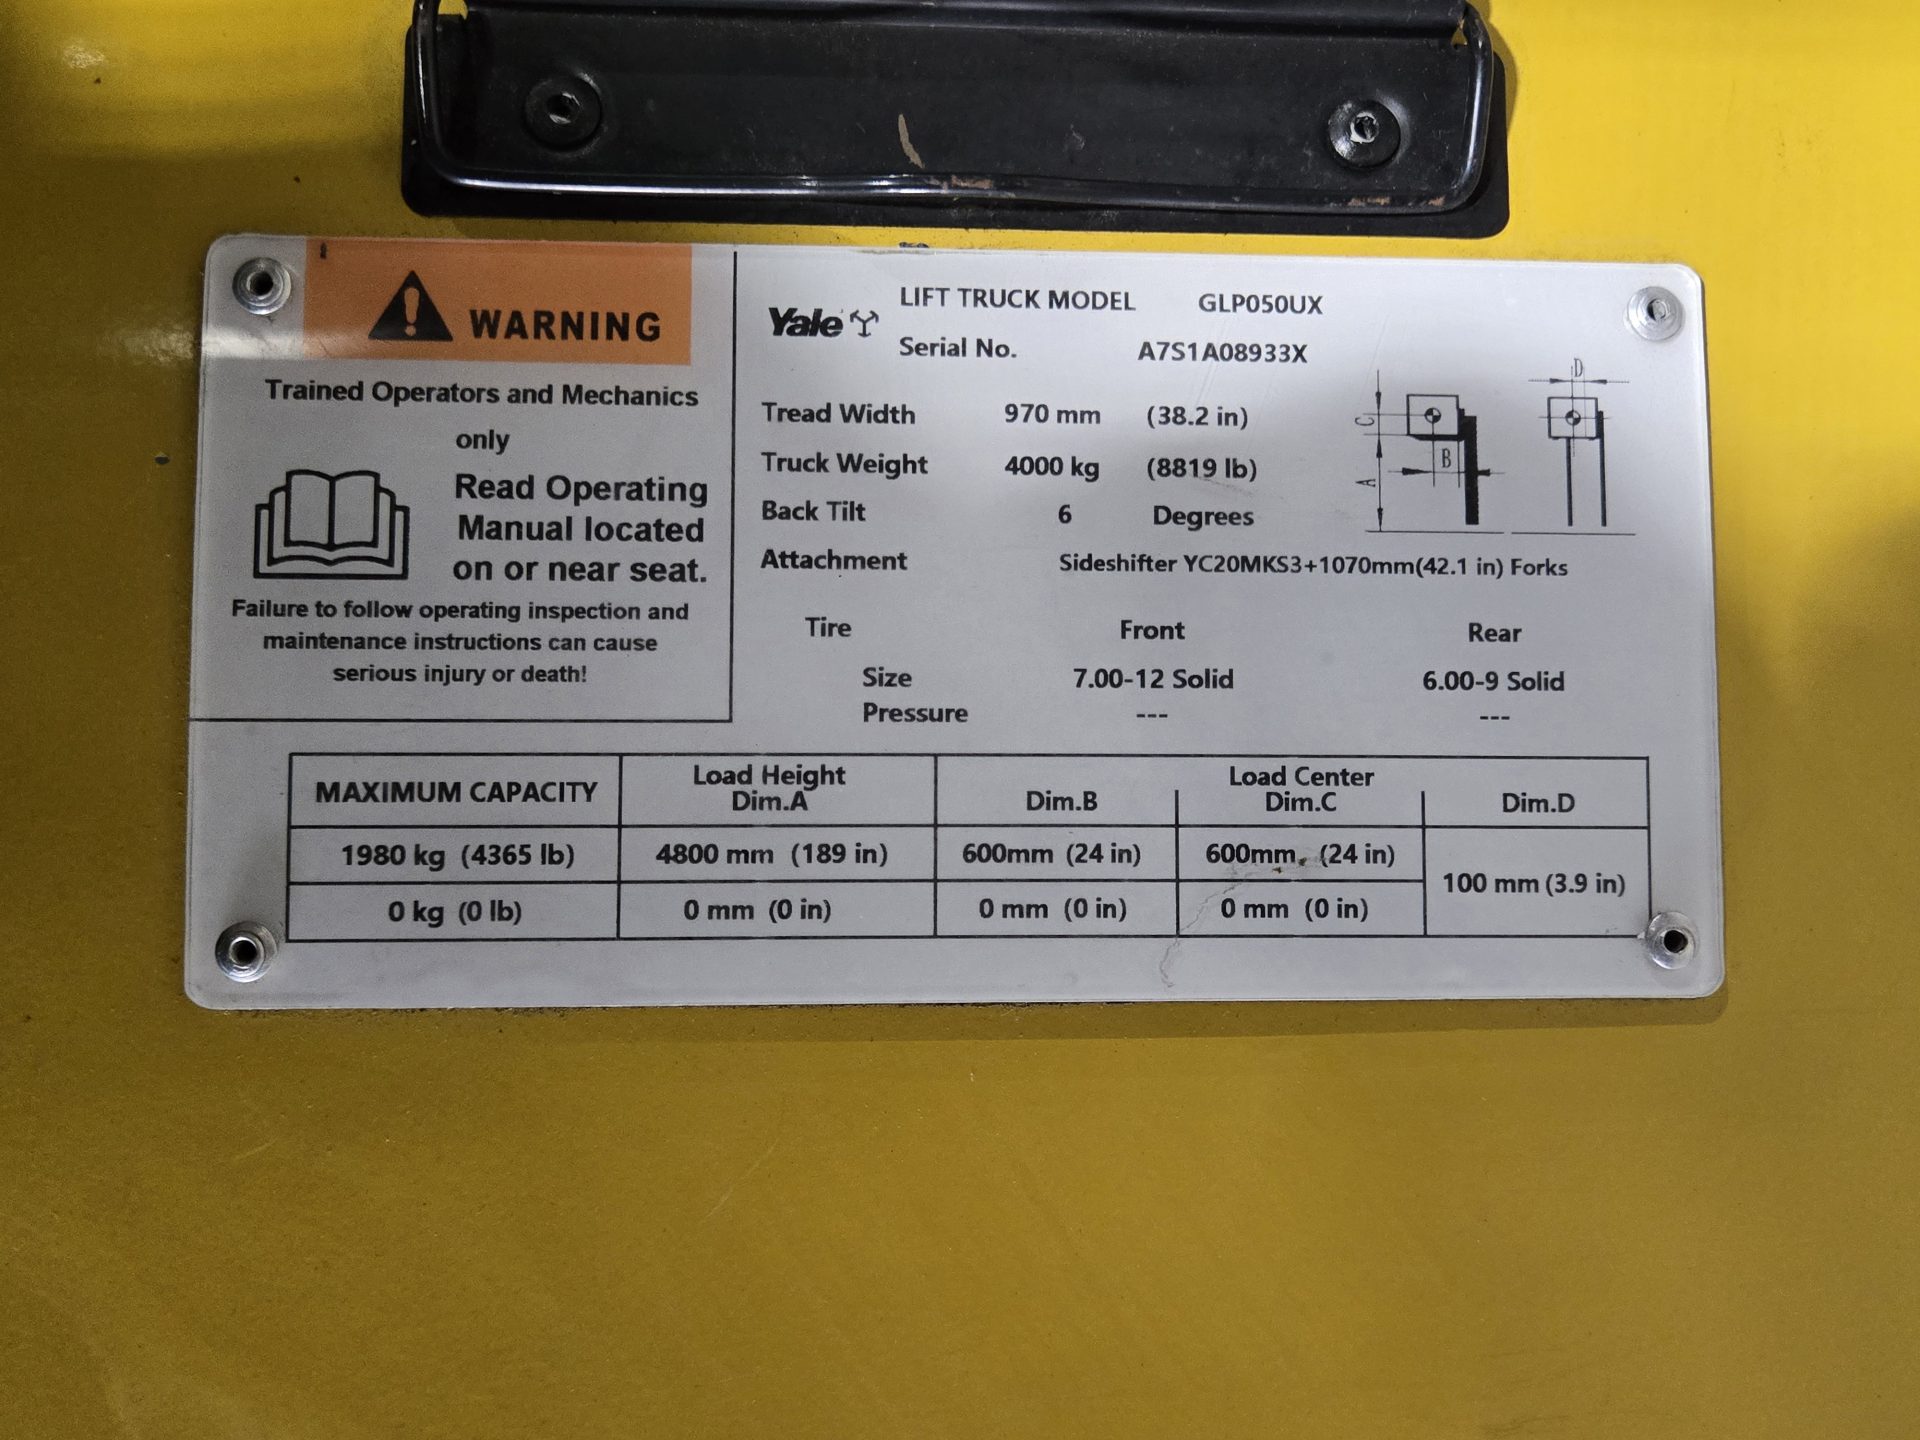 WARNING
Trained Operators and Mechanics
only
Read Operating
Manual located
on or near seat.
Failure to follow operating inspection and
maintenance instructions can cause
serious injury or death!
Yale
LIFT TRUCK MODEL GLP050UX
Serial No. A7S1A08933X
Tread Width 970 mm (38.2 in)
Truck Weight 4000 kg (8819 lb)
Back Tilt 6 Degrees
Attachment Sideshifter YC20MKS3+1070mm(42.1 in) Forks
D
C
B
A
Tire Front Rear
Size 7.00-12 Solid 6.00-9 Solid
Pressure --- ---
MAXIMUM CAPACITY Load Height Load Center
Dim.A Dim.B Dim.C Dim.D
1980 kg (4365 lb) 4800 mm (189 in) 600mm (24 in) 600mm (24 in) 100 mm (3.9 in)
0 kg (0 lb) 0 mm (0 in) 0 mm (0 in) 0 mm (0 in)